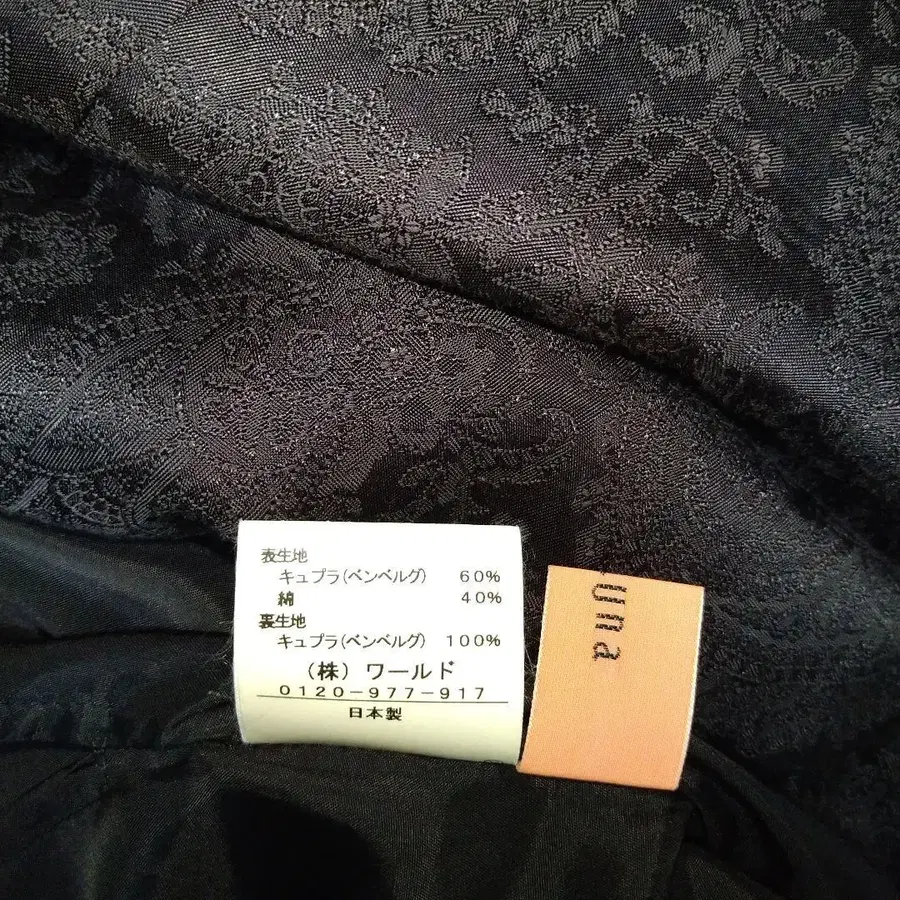 表生地
キュプラ(ベンベルグ) 60%
綿 40%
裏生地
キュプラ(ベンベルグ) 100%
(株)ワールド
0120-977-917
日本製
una